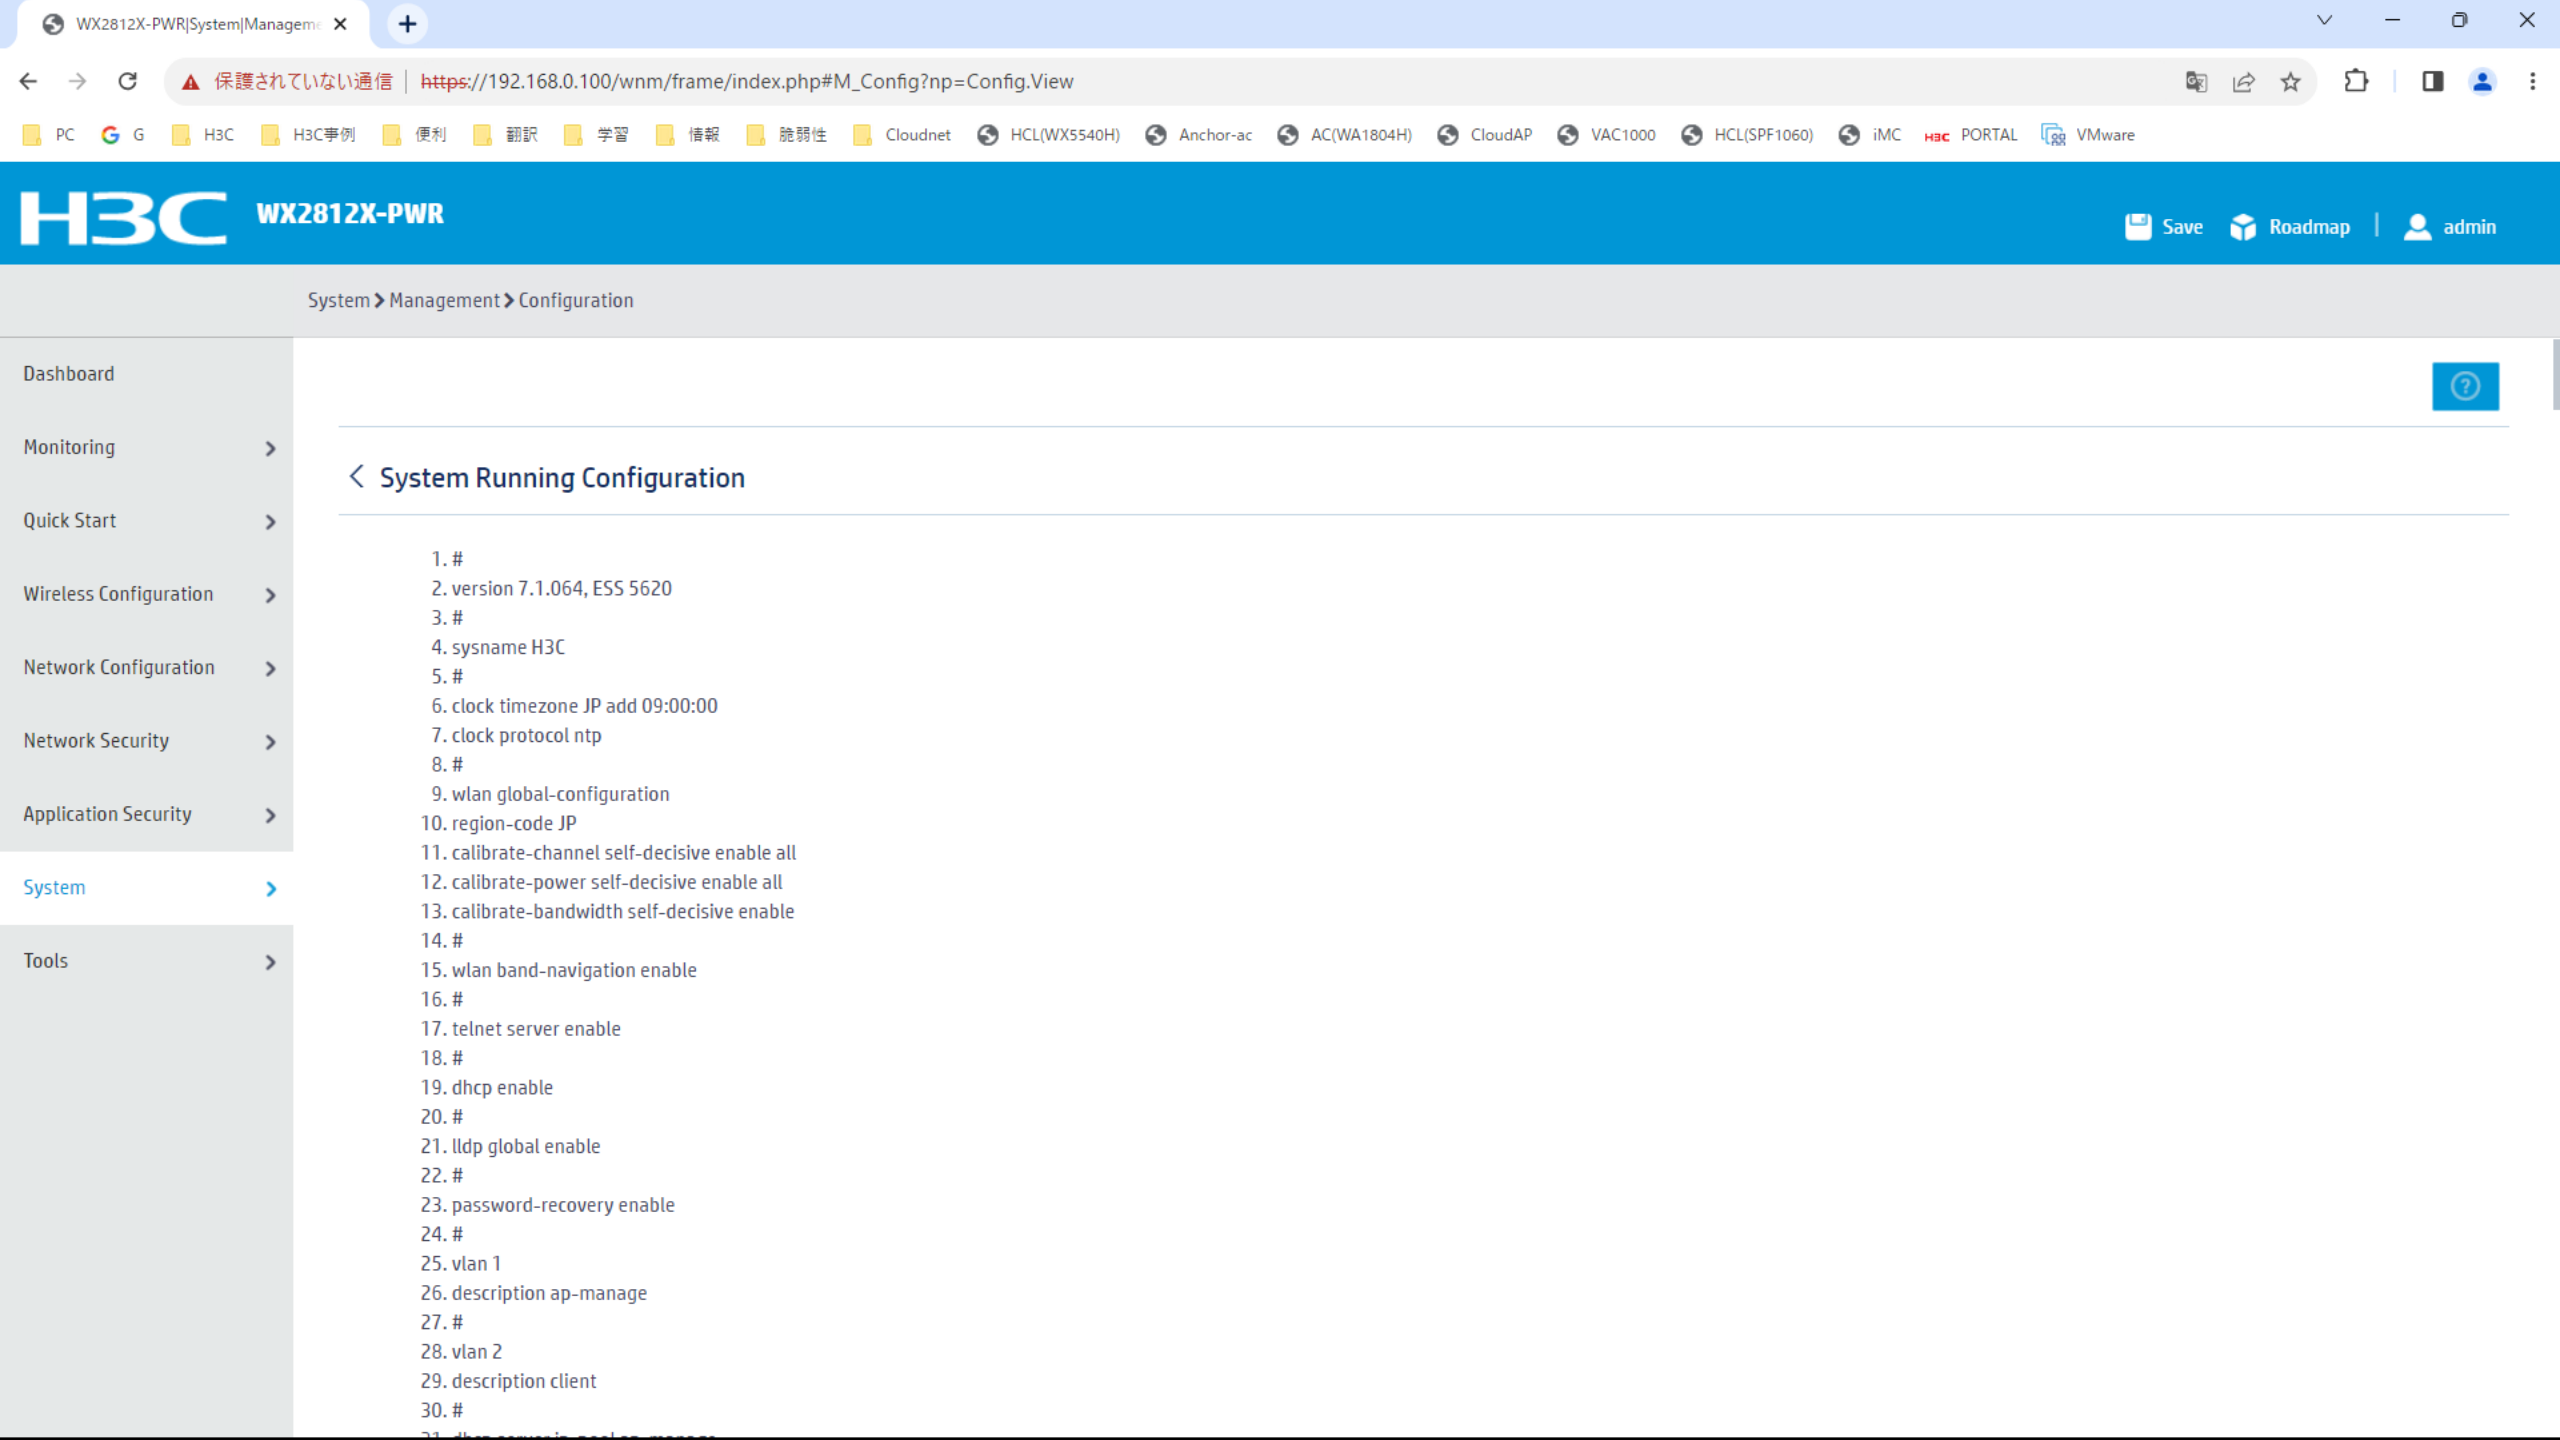 WX2812X-PWR|System|Manageme
保護されていない通信 https://192.168.0.100/wnm/frame/index.php#M_Config?np=Config.View
PC G H3C H3C事例 便利 翻訳 学習 情報 脆弱性 Cloudnet HCL(WX5540H) Anchor-ac AC(WA1804H) CloudAP VAC1000 HCL(SPF1060) iMC H3C PORTAL VMware
H3C WX2812X-PWR
Save Roadmap admin
System > Management > Configuration
Dashboard
Monitoring
Quick Start
Wireless Configuration
Network Configuration
Network Security
Application Security
System
Tools
System Running Configuration
1. #
2. version 7.1.064, ESS 5620
3. #
4. sysname H3C
5. #
6. clock timezone JP add 09:00:00
7. clock protocol ntp
8. #
9. wlan global-configuration
10. region-code JP
11. calibrate-channel self-decisive enable all
12. calibrate-power self-decisive enable all
13. calibrate-bandwidth self-decisive enable
14. #
15. wlan band-navigation enable
16. #
17. telnet server enable
18. #
19. dhcp enable
20. #
21. lldp global enable
22. #
23. password-recovery enable
24. #
25. vlan 1
26. description ap-manage
27. #
28. vlan 2
29. description client
30. #